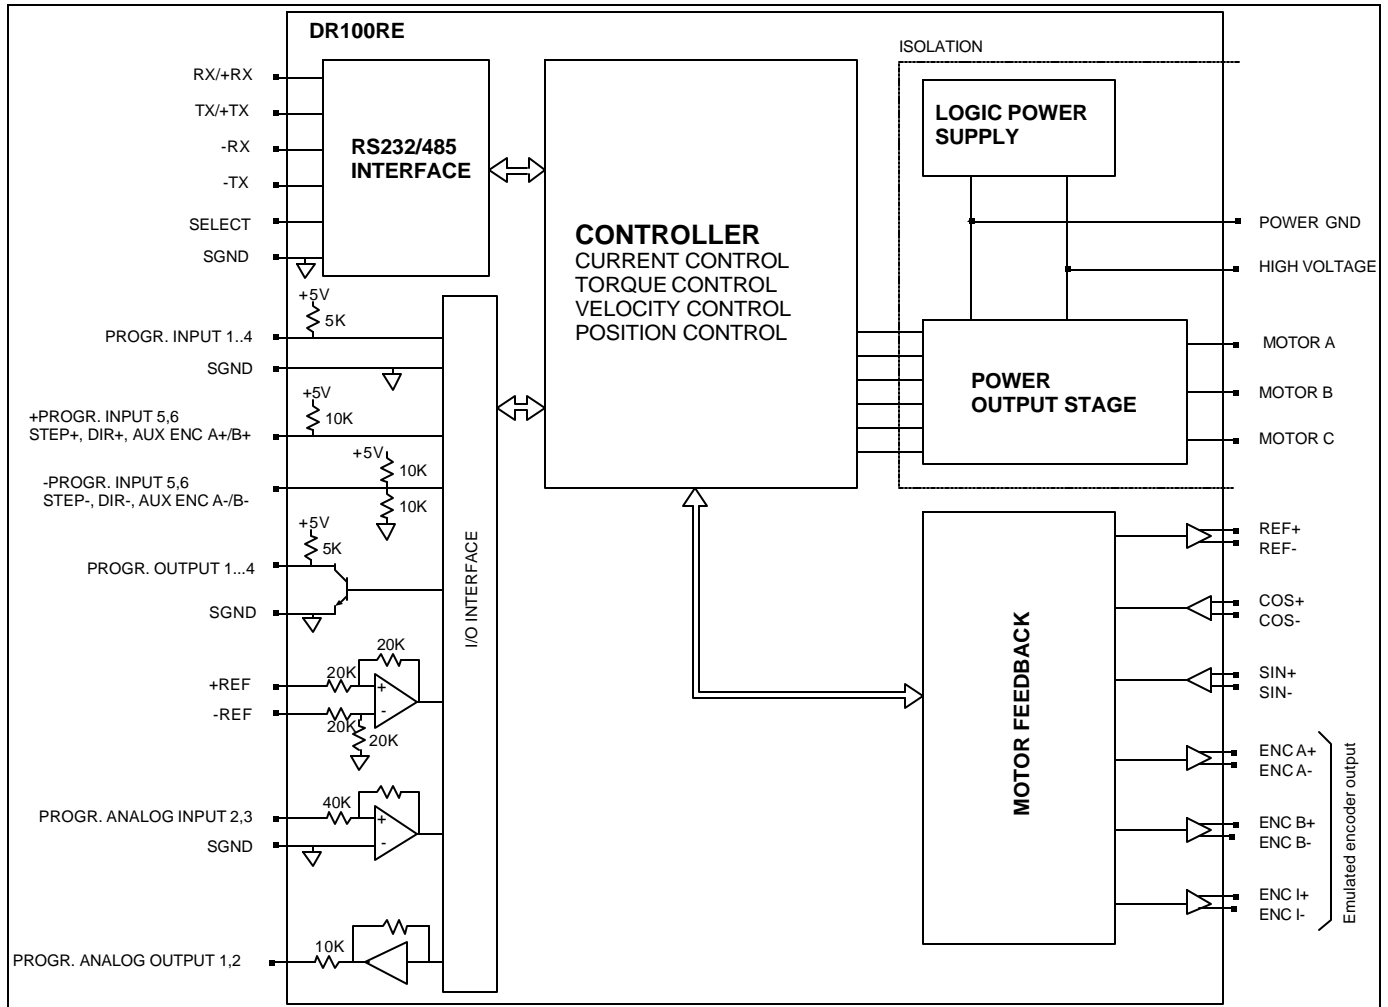 DR100RE
ISOLATION
RX/+RX
TX/+TX
-RX
-TX
SELECT
SGND
RS232/485
INTERFACE
CONTROLLER
CURRENT CONTROL
TORQUE CONTROL
VELOCITY CONTROL
POSITION CONTROL
LOGIC POWER
SUPPLY
POWER GND
HIGH VOLTAGE
POWER
OUTPUT STAGE
MOTOR A
MOTOR B
MOTOR C
+5V
5K
PROGR. INPUT 1..4
SGND
+5V
10K
+PROGR. INPUT 5,6
STEP+, DIR+, AUX ENC A+/B+
+5V
10K
10K
-PROGR. INPUT 5,6
STEP-, DIR-, AUX ENC A-/B-
+5V
5K
PROGR. OUTPUT 1...4
SGND
I/O INTERFACE
20K
20K
+
-
20K
20K
+REF
-REF
40K
+
-
PROGR. ANALOG INPUT 2,3
SGND
10K
PROGR. ANALOG OUTPUT 1,2
MOTOR FEEDBACK
REF+
REF-
COS+
COS-
SIN+
SIN-
ENC A+
ENC A-
ENC B+
ENC B-
ENC I+
ENC I-
Emulated encoder output